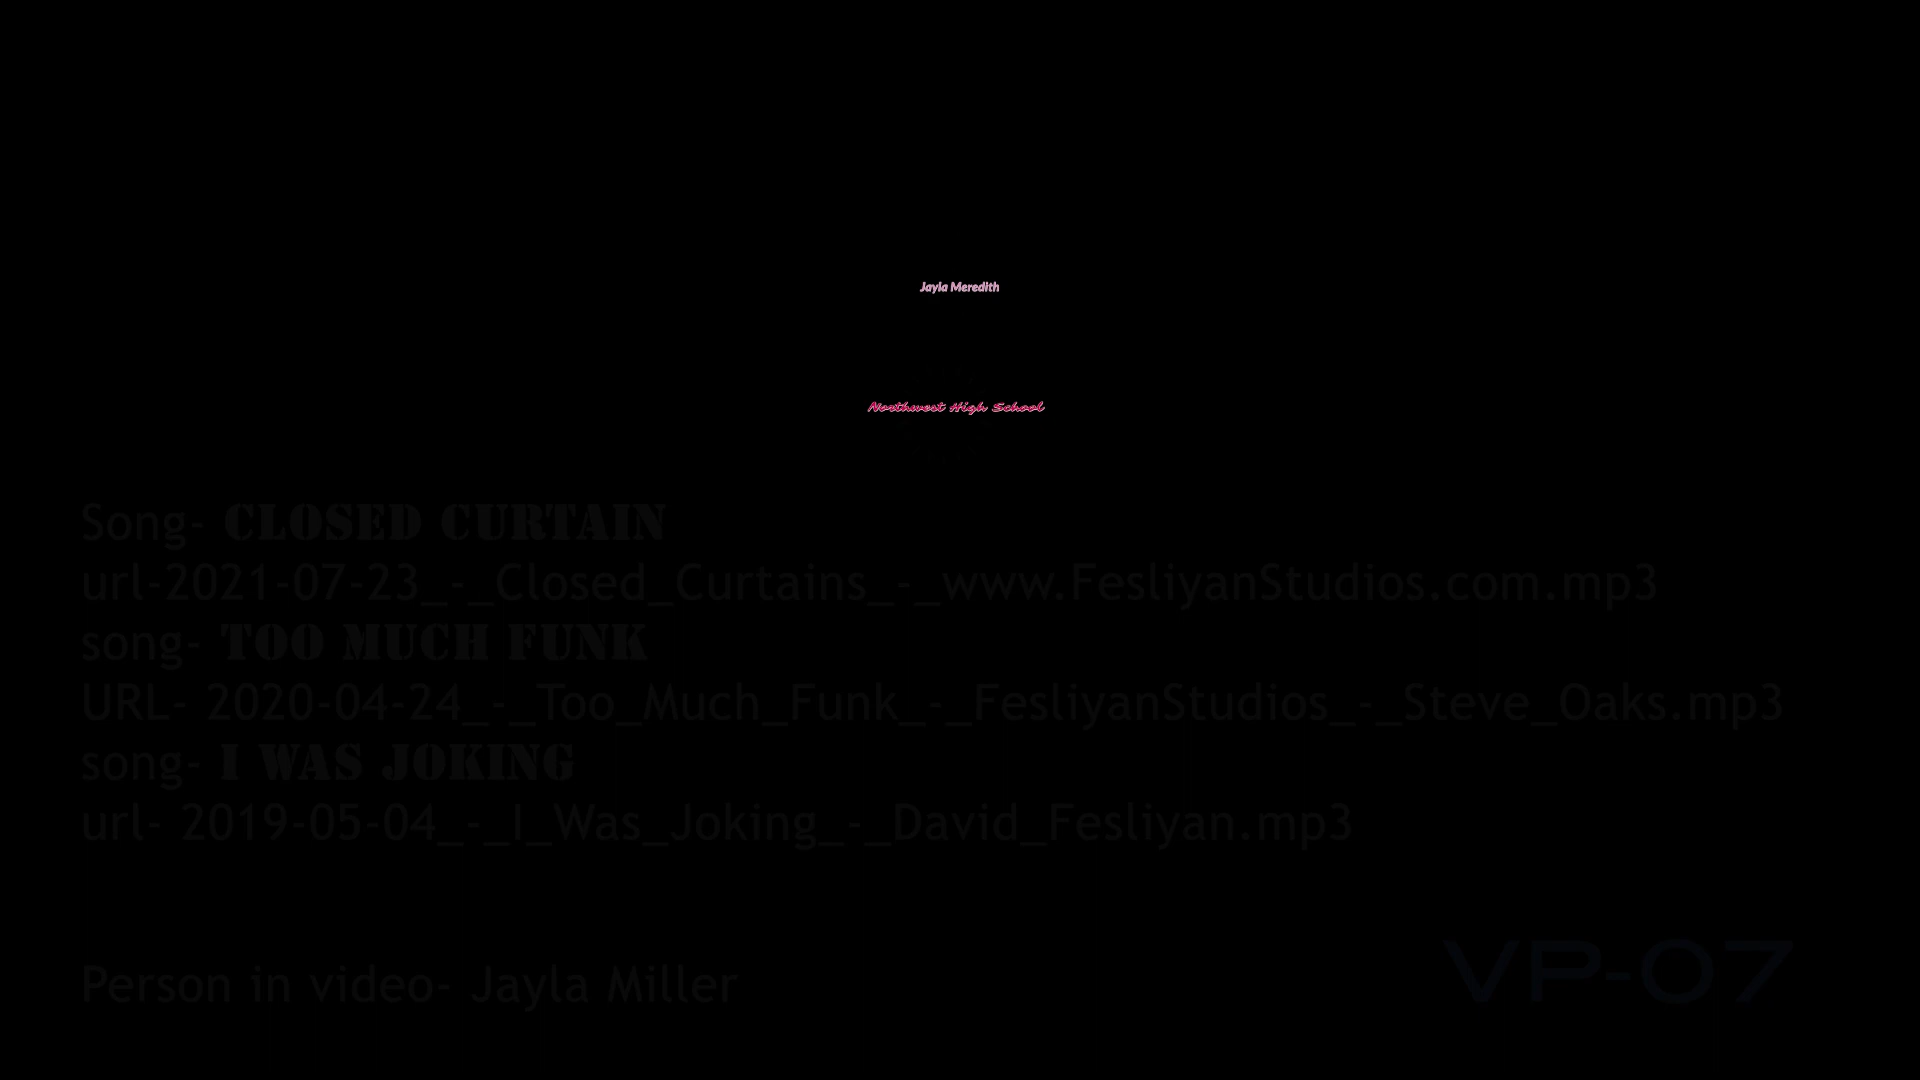 Jayla Meredith
Northwest High School
Song- CLOSED CURTAIN
url-2021-07-23_-_Closed_Curtains_-_www.FesliyanStudios.com.mp3
song- TOO MUCH FUNK
URL- 2020-04-24_-_Too_Much_Funk_-_FesliyanStudios_-_Steve_Oaks.mp3
song- I WAS JOKING
url- 2019-05-04_-_I_Was_Joking_-_David_Fesliyan.mp3
Person in video- Jayla Miller
VP-07